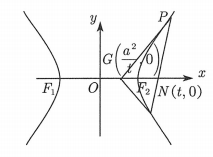 y
P
G(a²/t, 0)
x
F₁
O
F₂
N(t, 0)